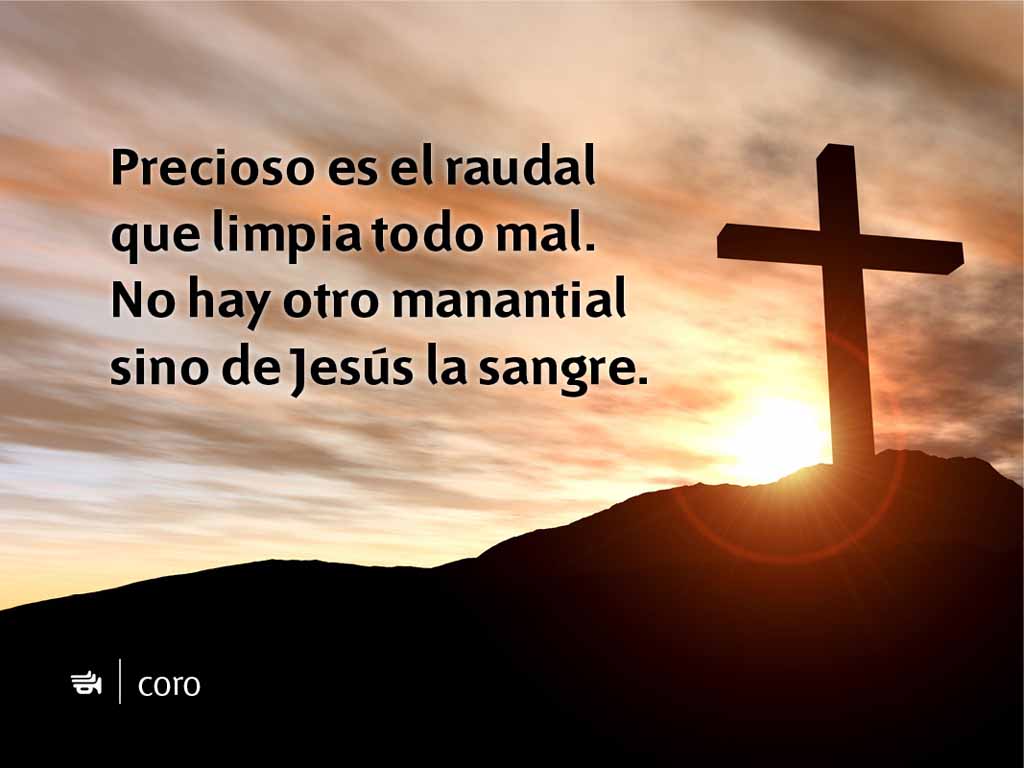 Precioso es el raudal
que limpia todo mal.
No hay otro manantial
sino de Jesús la sangre.
coro